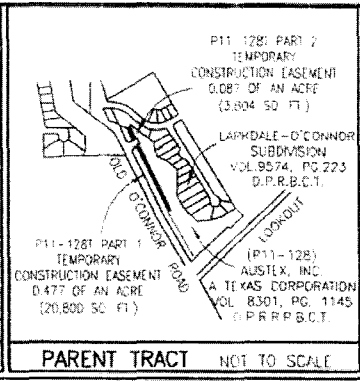 P11-128T PART 2
TEMPORARY
CONSTRUCTION EASEMENT
0.087 OF AN ACRE
(3,804 SQ. FT.)
LARKDALE-O'CONNOR
SUBDIVISION
VOL.9574, PG.223
D.P.R.B.C.T.
OLD O'CONNOR ROAD
LOOKOUT
P11-128T PART 1
TEMPORARY
CONSTRUCTION EASEMENT
0.477 OF AN ACRE
(20,800 SQ. FT.)
(P11-128)
AUSTEX, INC.
A TEXAS CORPORATION
VOL. 8301, PG. 1145
O.P.R.R.P.B.C.T.
PARENT TRACT NOT TO SCALE